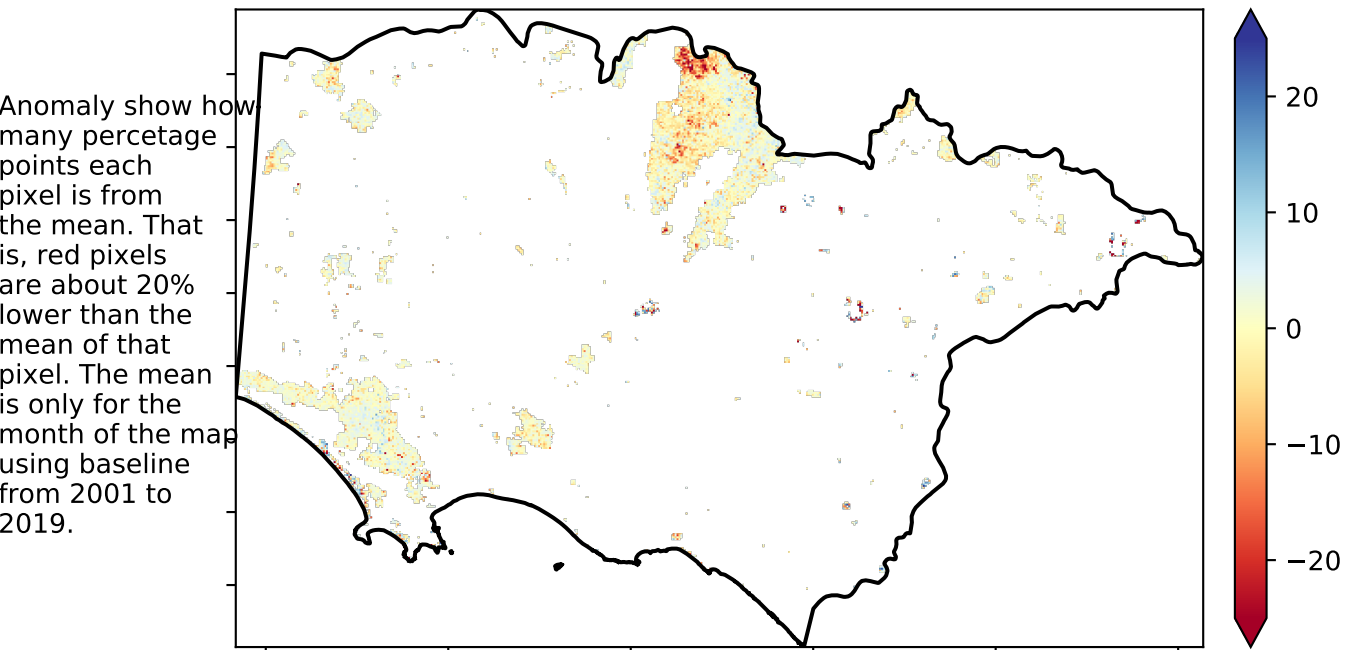 Anomaly show how
many percetage
points each
pixel is from
the mean. That
is, red pixels
are about 20%
lower than the
mean of that
pixel. The mean
is only for the
month of the map
using baseline
from 2001 to
2019.
20
10
0
−10
−20